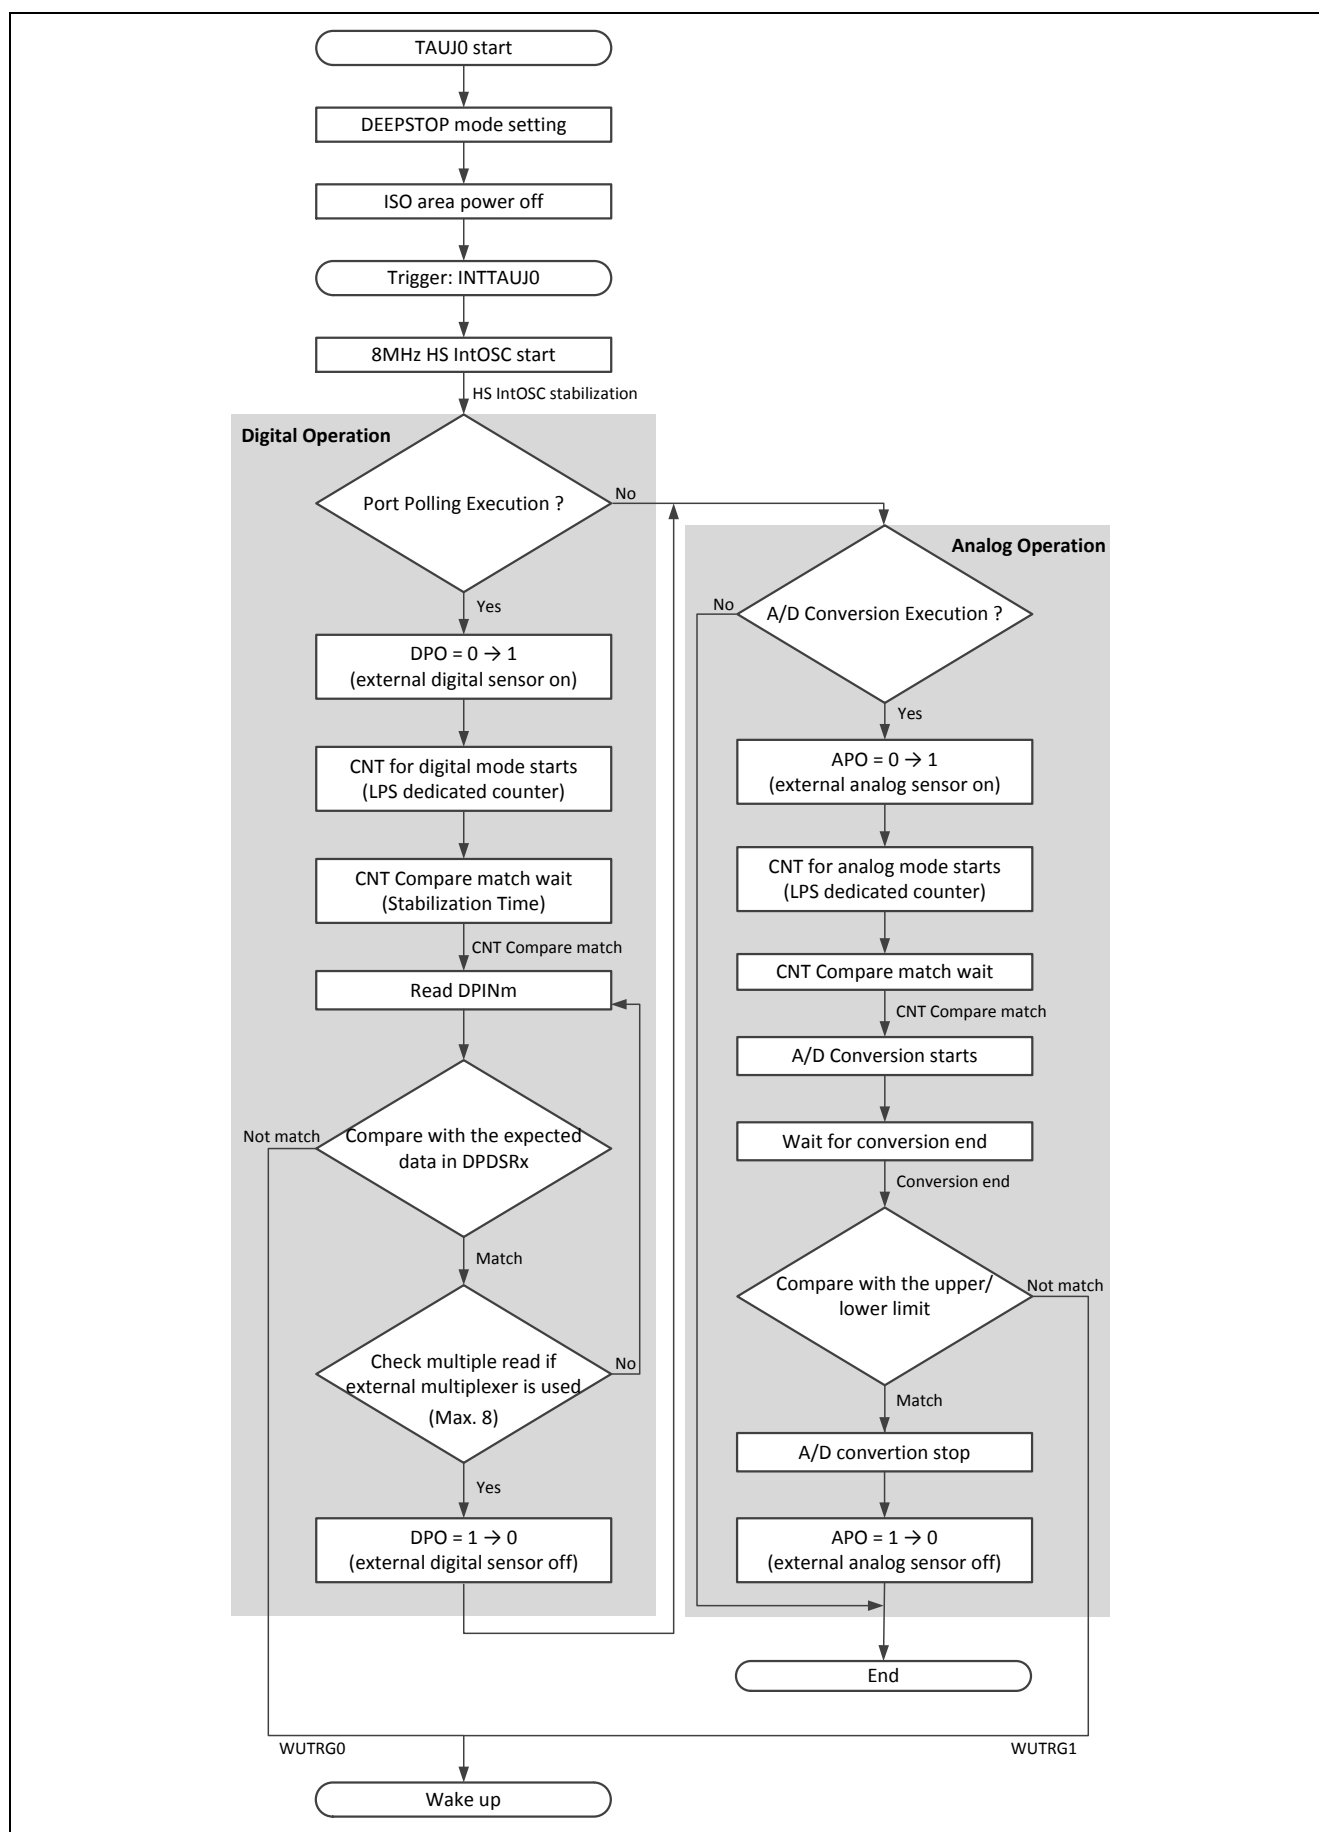 TAUJ0 start
DEEPSTOP mode setting
ISO area power off
Trigger: INTTAUJ0
8MHz HS IntOSC start
HS IntOSC stabilization
Digital Operation
Port Polling Execution ?
No
Yes
DPO = 0 → 1
(external digital sensor on)
CNT for digital mode starts
(LPS dedicated counter)
CNT Compare match wait
(Stabilization Time)
CNT Compare match
Read DPINm
Not match
Compare with the expected
data in DPDSRx
Match
Check multiple read if
external multiplexer is used
(Max. 8)
No
Yes
DPO = 1 → 0
(external digital sensor off)
Analog Operation
No
A/D Conversion Execution ?
Yes
APO = 0 → 1
(external analog sensor on)
CNT for analog mode starts
(LPS dedicated counter)
CNT Compare match wait
CNT Compare match
A/D Conversion starts
Wait for conversion end
Conversion end
Compare with the upper/
lower limit
Not match
Match
A/D convertion stop
APO = 1 → 0
(external analog sensor off)
End
WUTRG0
WUTRG1
Wake up